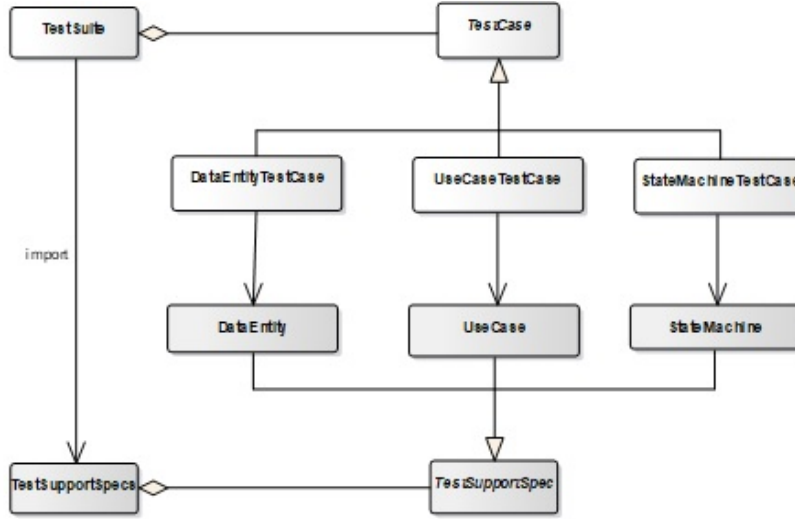 TestSuite
TestCase
DataEntityTestCase
UseCaseTestCase
StateMachineTestCase
import
DataEntity
UseCase
StateMachine
TestSupportSpecs
TestSupportSpec